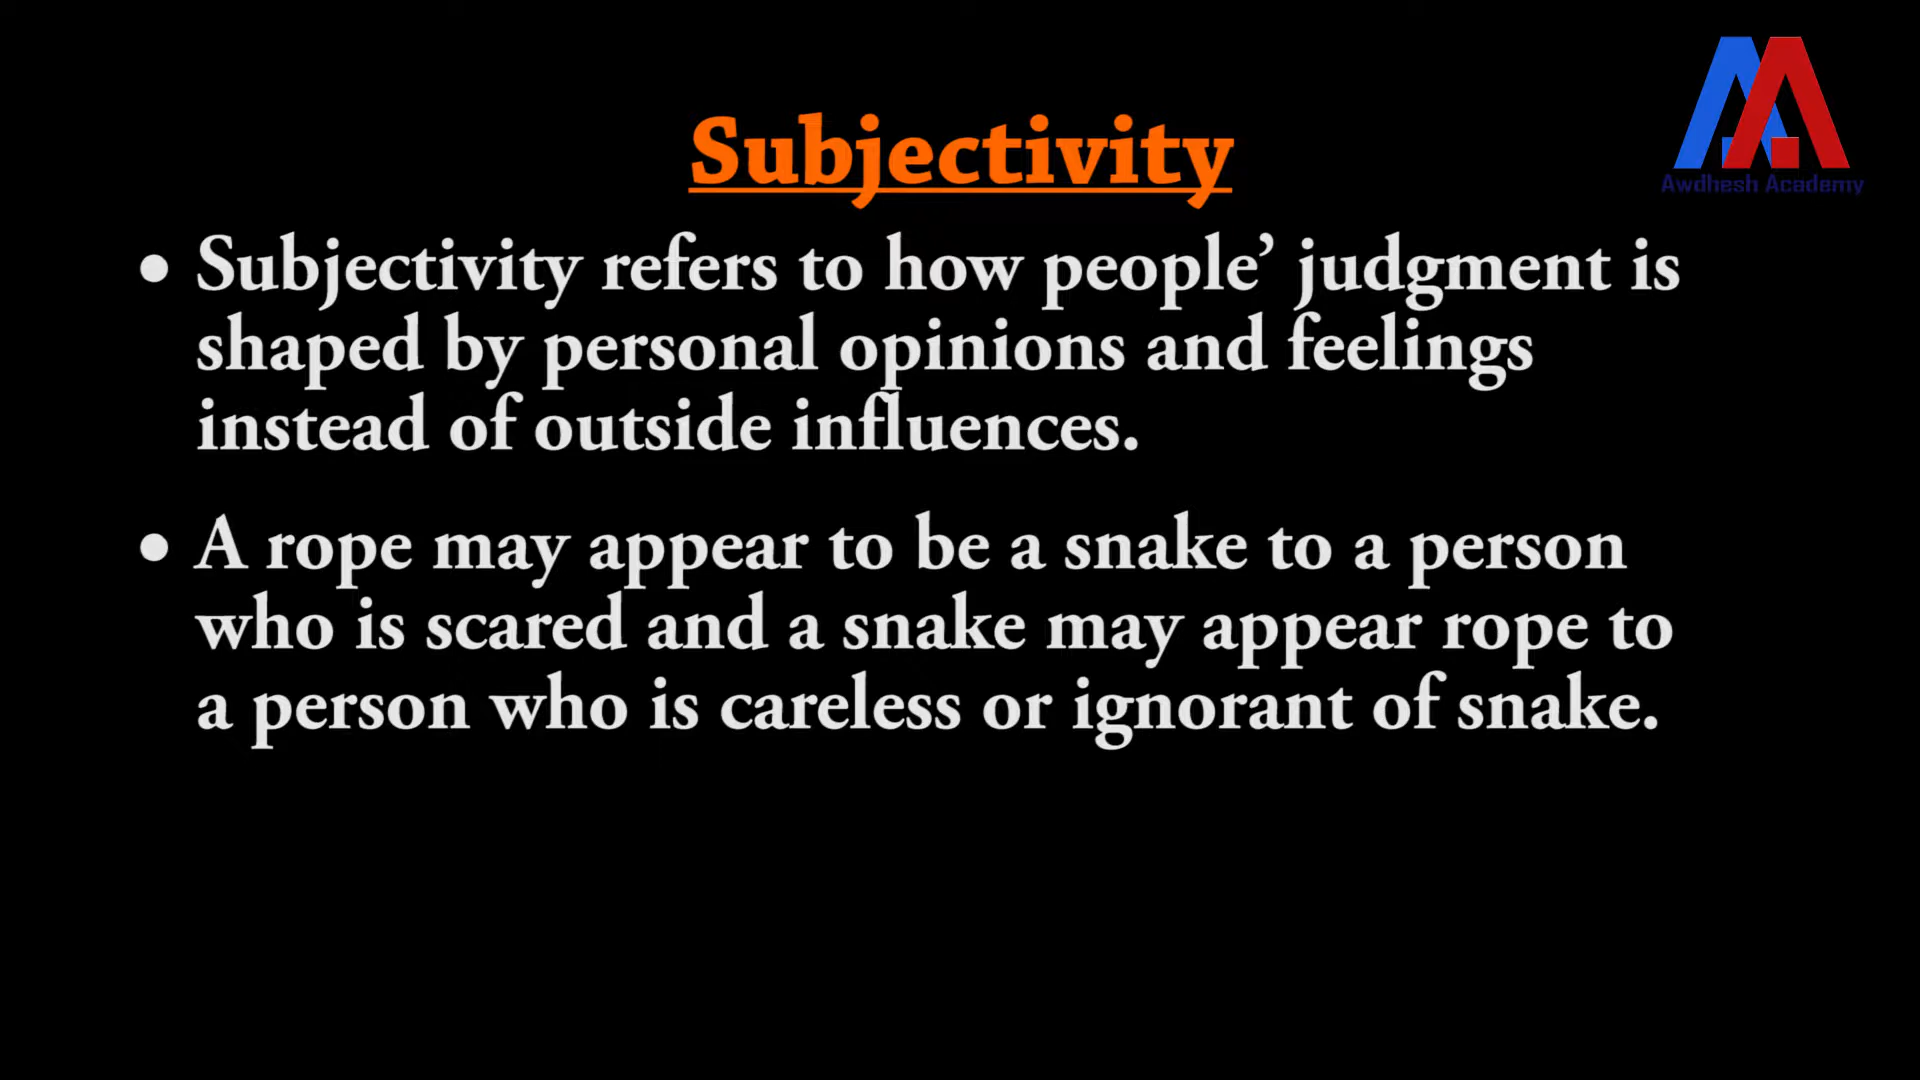 Awdhesh Academy
Subjectivity
• Subjectivity refers to how people’ judgment is
shaped by personal opinions and feelings
instead of outside influences.
• A rope may appear to be a snake to a person
who is scared and a snake may appear rope to
a person who is careless or ignorant of snake.